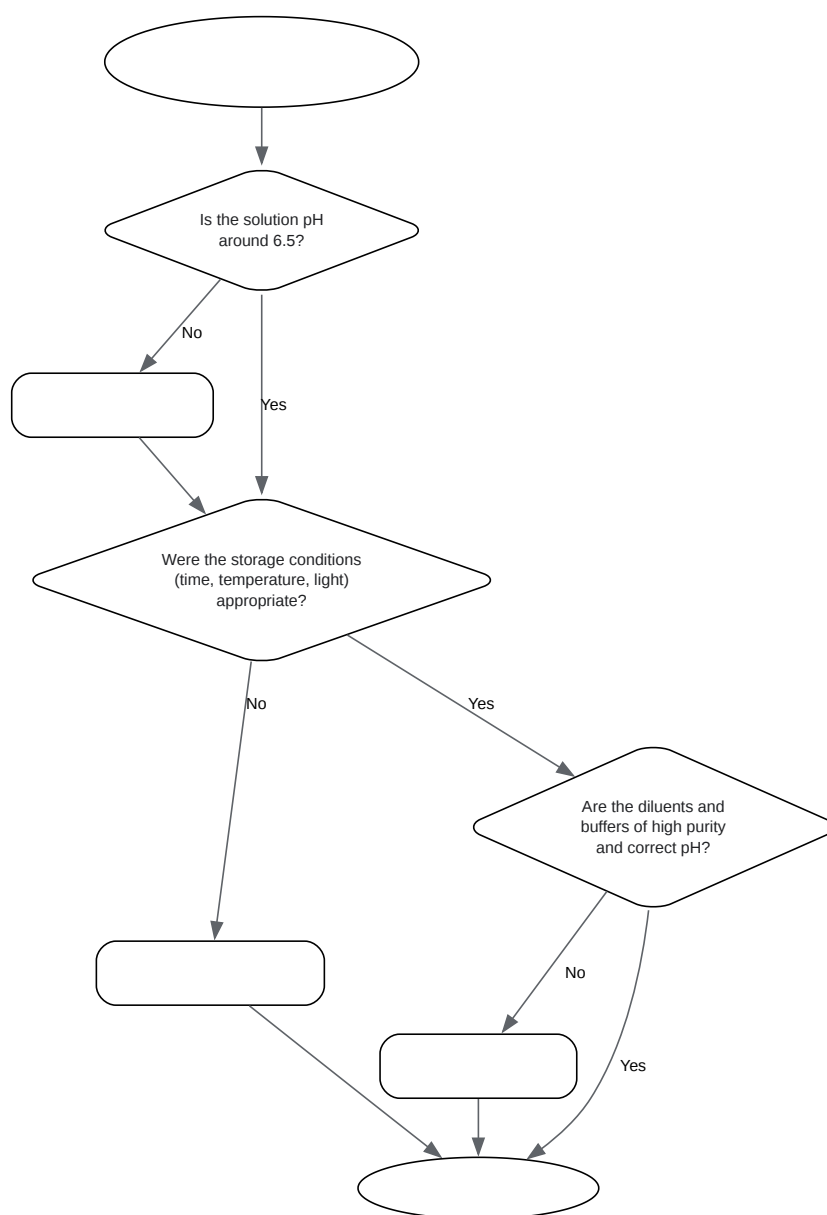 Is the solution pH
around 6.5?
No
Yes
Were the storage conditions
(time, temperature, light)
appropriate?
No
Yes
Are the diluents and
buffers of high purity
and correct pH?
No
Yes